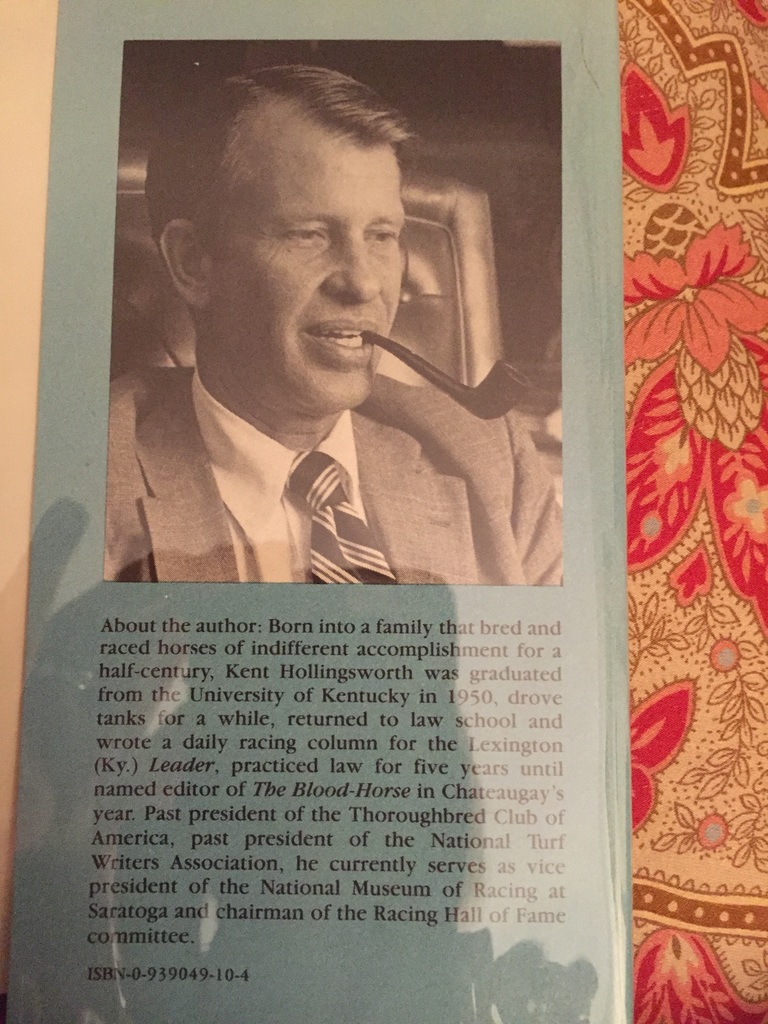 About the author: Born into a family that bred and
raced horses of indifferent accomplishment for a
half-century, Kent Hollingsworth was graduated
from the University of Kentucky in 1950, drove
tanks for a while, returned to law school and
wrote a daily racing column for the Lexington
(Ky.) Leader, practiced law for five years until
named editor of The Blood-Horse in Chateaugay's
year. Past president of the Thoroughbred Club of
America, past president of the National Turf
Writers Association, he currently serves as vice
president of the National Museum of Racing at
Saratoga and chairman of the Racing Hall of Fame
committee.
ISBN-0-939049-10-4